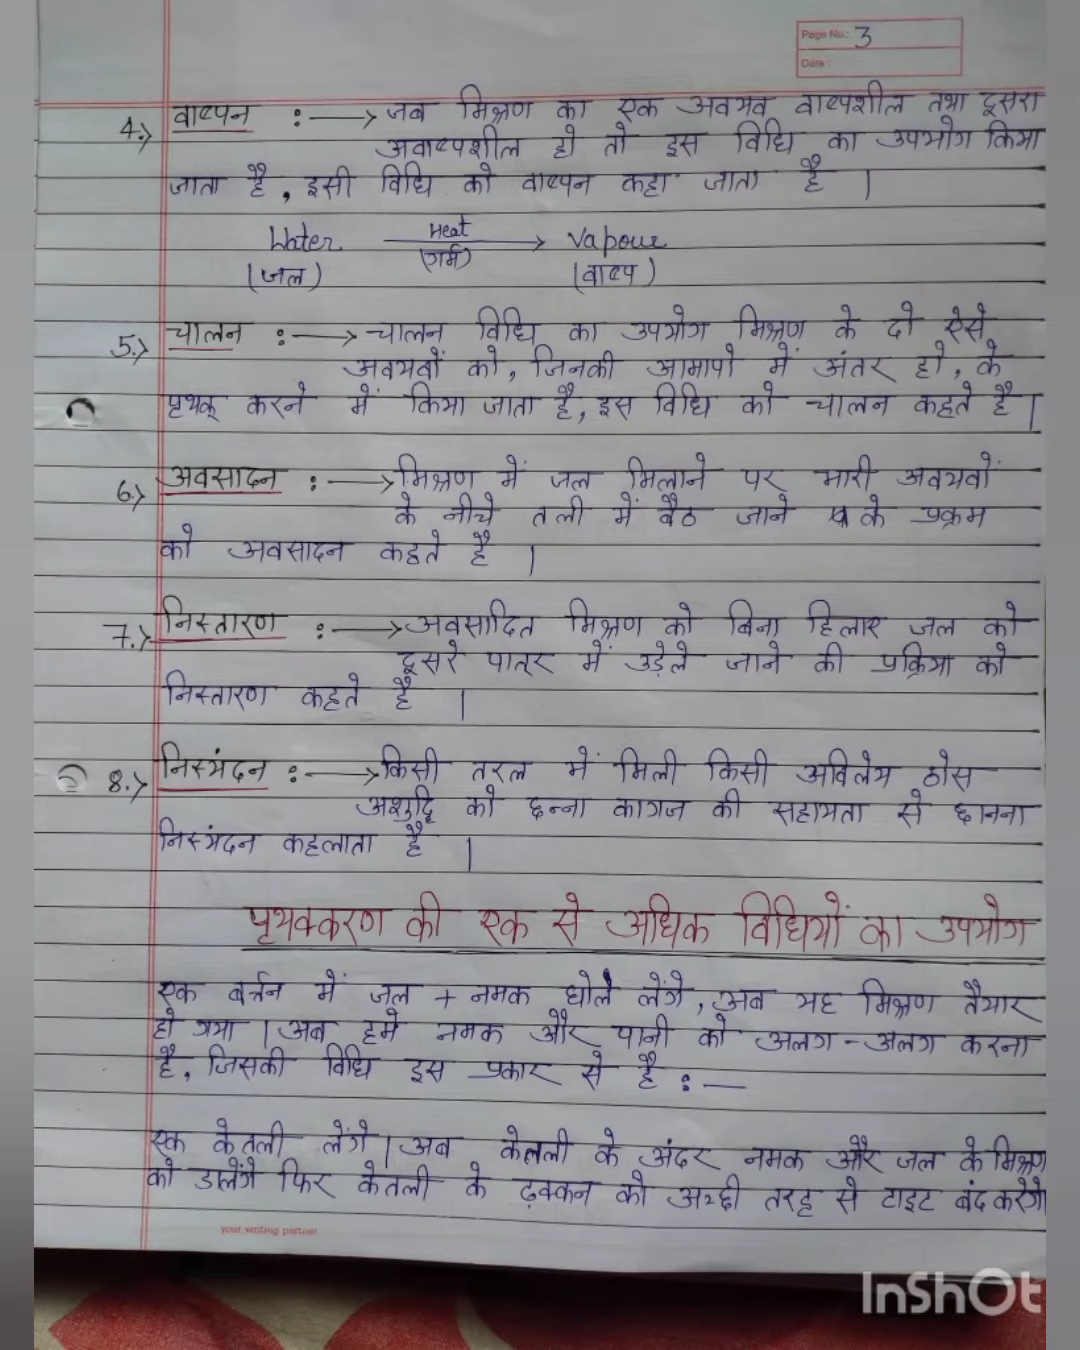 Page No.: 3
Date :
4.) वाष्पन :⟶ जब मिश्रण का एक अवयव वाष्पशील तथा दूसरा
अवाष्पशील हो तो इस विधि का उपयोग किया
जाता है, इसी विधि को वाष्पन कहा जाता है |
Water Heat ⟶ Vapour
(जल) (गर्म) (वाष्प)
5.) चालन :⟶ चालन विधि का उपयोग मिश्रण के दो ऐसे
अवयवों को, जिनकी आमापो में अंतर हो, के
पृथक् करने में किया जाता है, इस विधि को चालन कहते है |
6.) अवसादन :⟶ मिश्रण में जल मिलाने पर भारी अवयवों
के नीचे तली में बैठ जाने के प्रक्रम
को अवसादन कहते है |
7.) निस्तारण :⟶ अवसादित मिश्रण को बिना हिलाए जल को
दूसरे पात्र में उड़ेले जाने की प्रक्रिया को
निस्तारण कहते है |
8.) निस्यंदन :⟶ किसी तरल में मिली किसी अविलेय ठोस
अशुद्धि को छन्ना कागज की सहायता से छानना
निस्यंदन कहलाता है |
पृथक्करण की एक से अधिक विधियों का उपयोग
एक बर्तन में जल + नमक घोले लेंगे, अब यह मिश्रण तैयार
हो गया | अब हमे नमक और पानी को अलग-अलग करना
है, जिसकी विधि इस प्रकार से है :—
एक केतली लेंगे | अब केतली के अंदर नमक और जल के मिश्रण
को डालेंगे फिर केतली के ढ़क्कन को अच्छी तरह से टाइट बंद करेंगे
your writing partner
InShOt